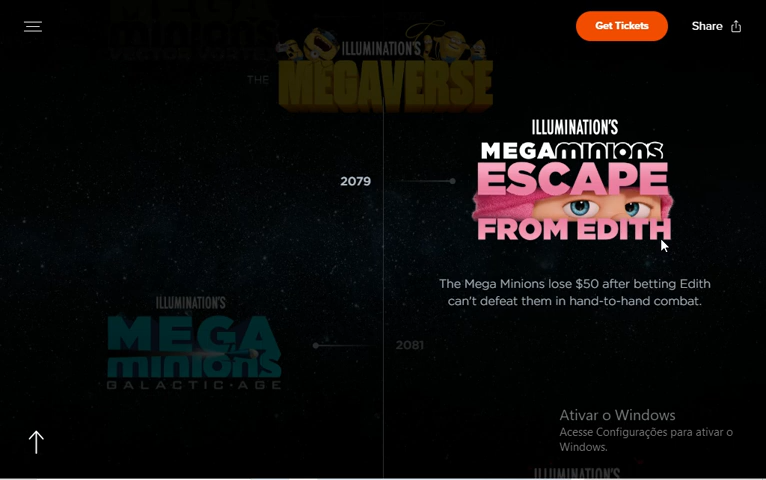 Get Tickets
Share
ILLUMINATION'S
THE
MEGAVERSE
ILLUMINATION'S
MEGAminions
ESCAPE
FROM EDITH
2079
The Mega Minions lose $50 after betting Edith
can't defeat them in hand-to-hand combat.
ILLUMINATION'S
MEGA
minions
GALACTIC·AGE
2081
Ativar o Windows
Acesse Configurações para ativar o
Windows.
ILLUMINATION'S